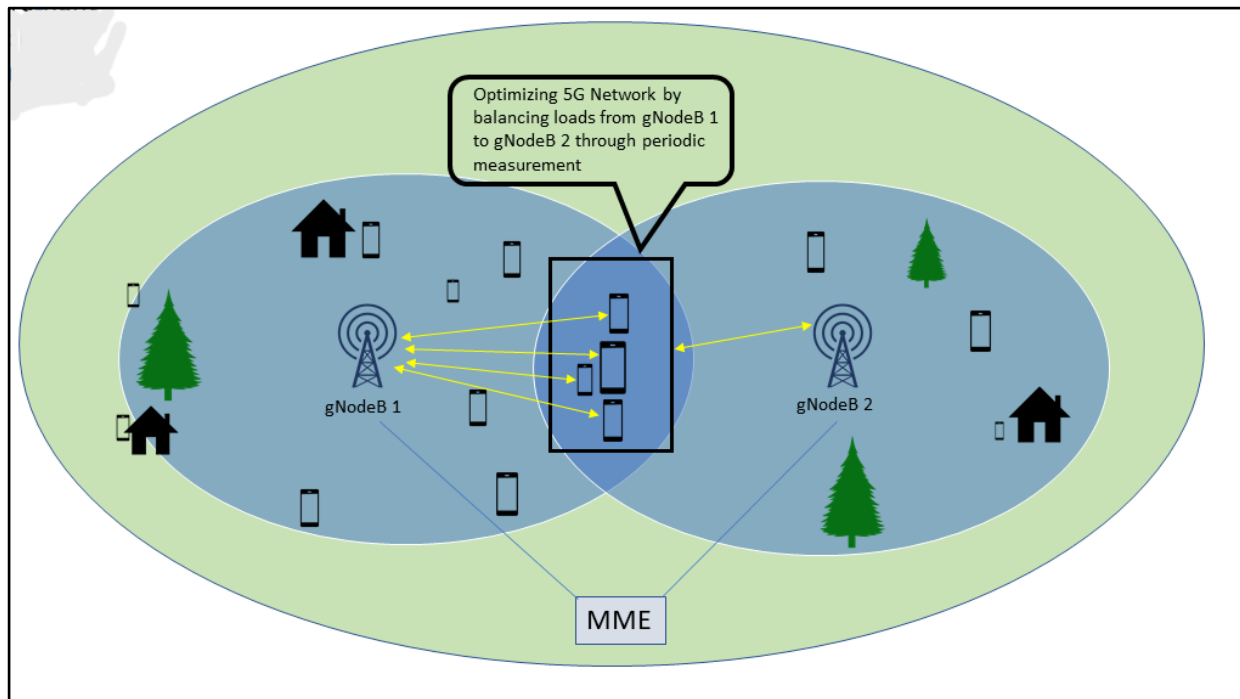 Optimizing 5G Network by
balancing loads from gNodeB 1
to gNodeB 2 through periodic
measurement
gNodeB 1
gNodeB 2
MME